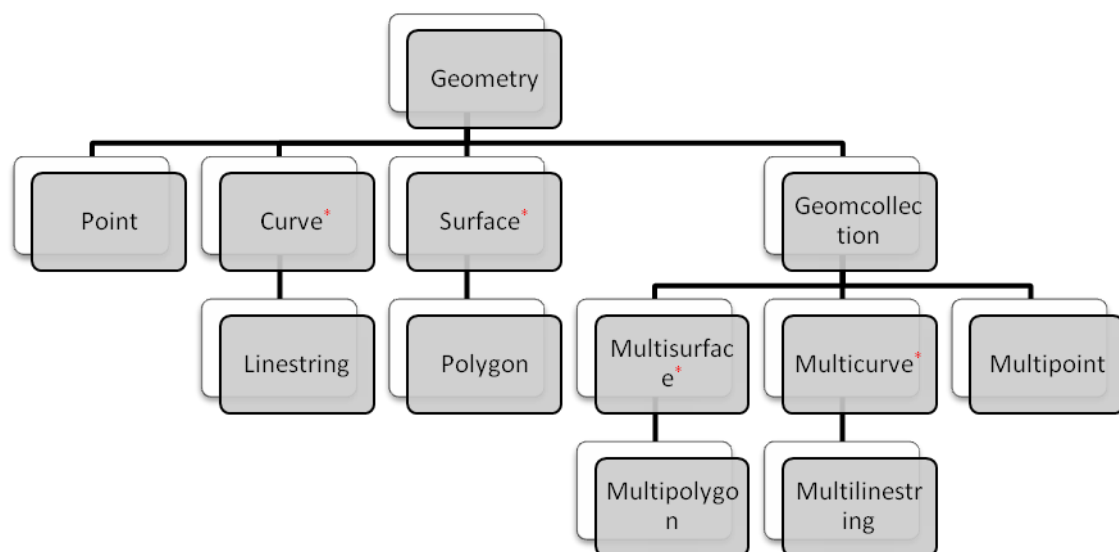 Geometry
Point
Curve*
Surface*
Geomcollec
tion
Linestring
Polygon
Multisurfac
e*
Multicurve*
Multipoint
Multipolygo
n
Multilinestr
ing